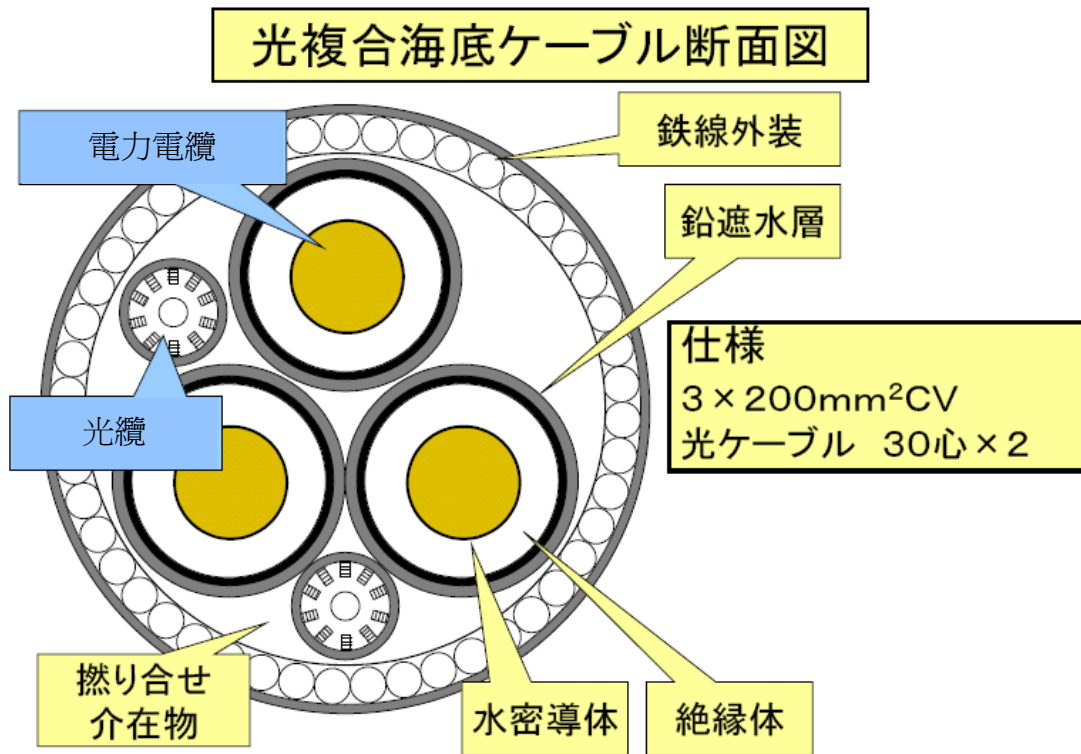 光複合海底ケーブル断面図
電力電纜
鉄線外装
鉛遮水層
仕様
3×200mm²CV
光ケーブル 30心×2
光纜
撚り合せ
介在物
水密導体
絶縁体